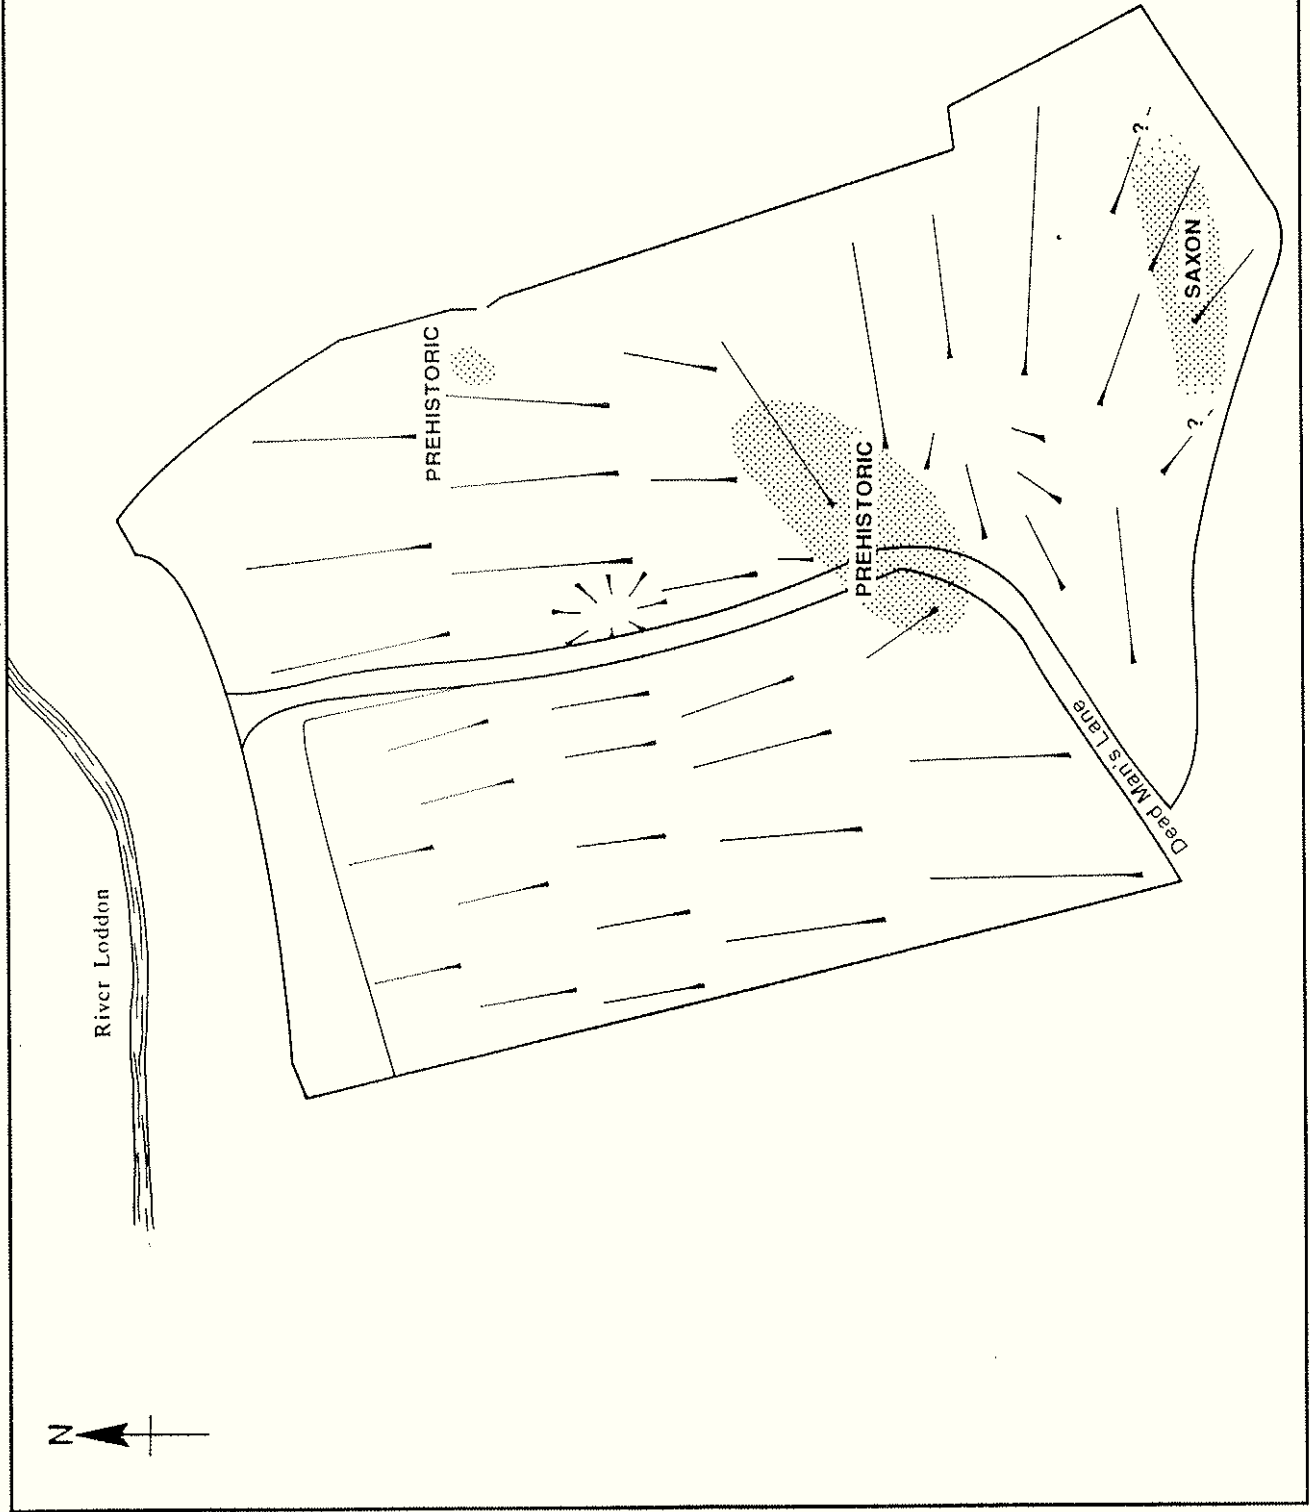 River Loddon
PREHISTORIC
?
SAXON
?
PREHISTORIC
Dead Man's Lane
N